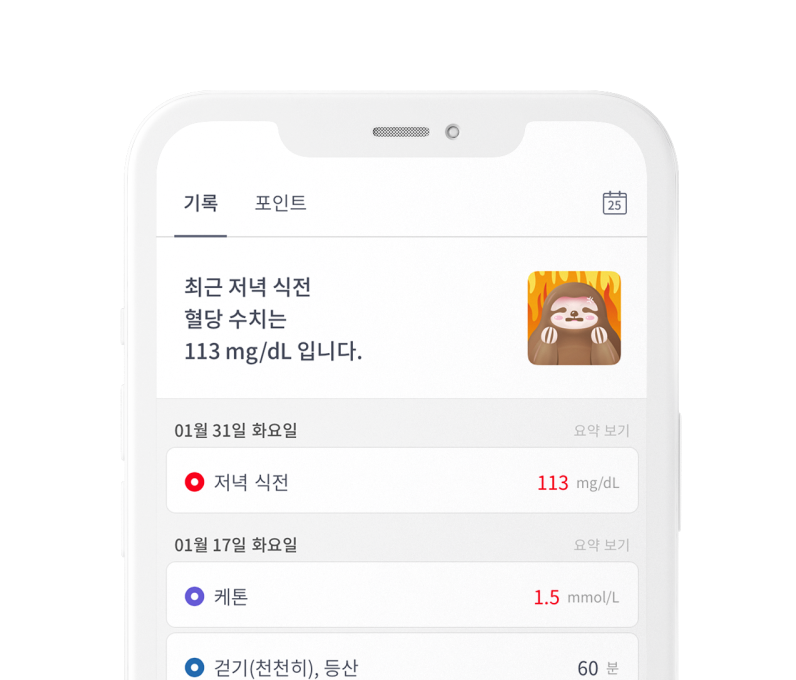 기록 포인트 25
최근 저녁 식전
혈당 수치는
113 mg/dL 입니다.
01월 31일 화요일 요약 보기
저녁 식전 113 mg/dL
01월 17일 화요일 요약 보기
케톤 1.5 mmol/L
걷기(천천히), 등산 60 분